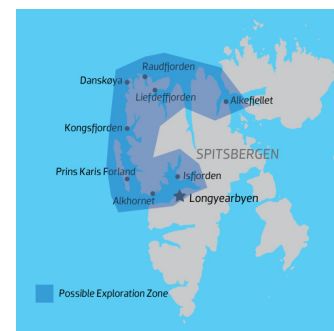 Raudfjorden
Danskøya
Liefdefjorden
Alkefjellet
Kongsfjorden
SPITSBERGEN
Prins Karls Forland
Isfjorden
Alkhornet
Longyearbyen
Possible Exploration Zone